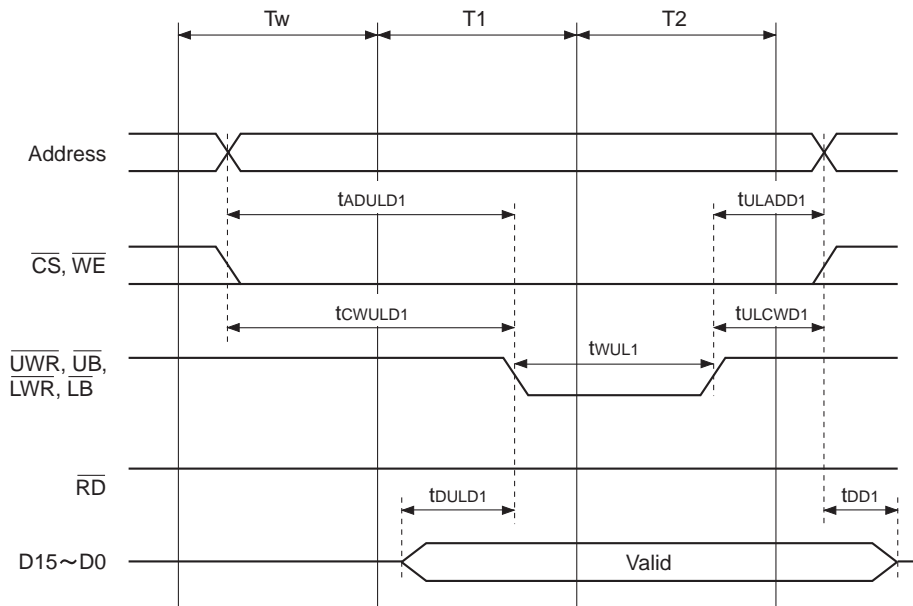 Tw T1 T2
Address
tADULD1 tULADD1
CS, WE
tCWULD1 tULCWD1
UWR, UB,
LWR, LB
tWUL1
RD
tDULD1 tDD1
D15～D0 Valid